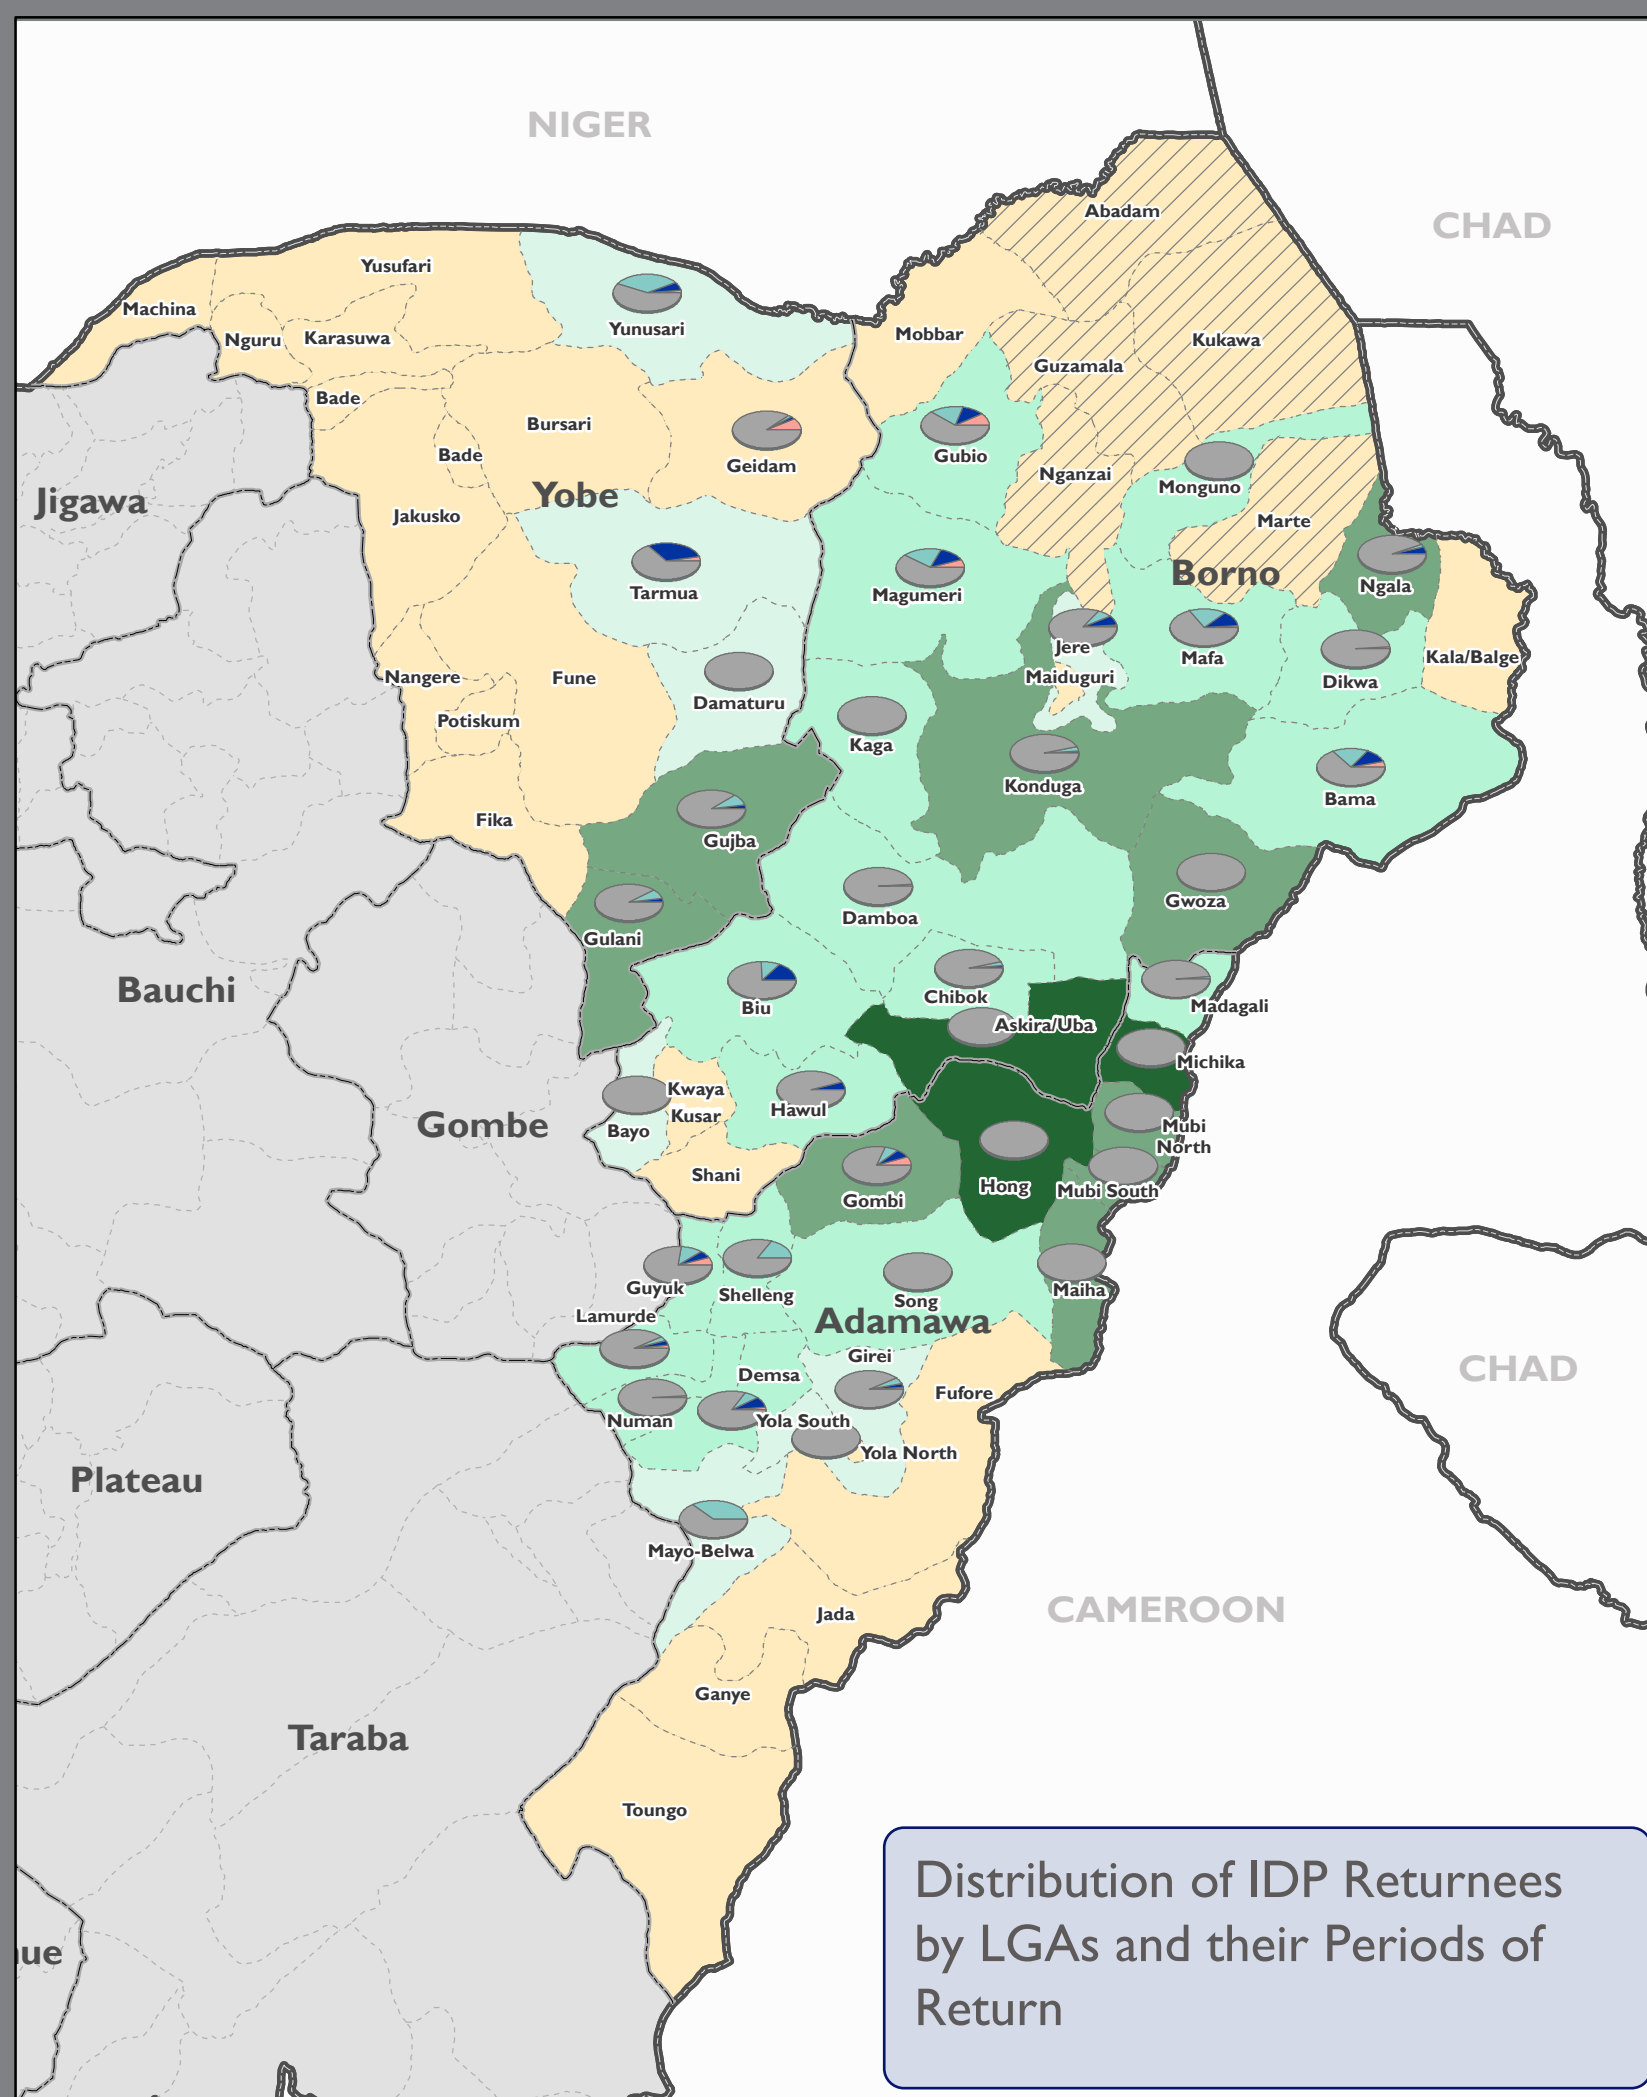 NIGER
CHAD
Abadam
Yusufari
Machina
Yunusari
Nguru
Karasuwa
Mobbar
Kukawa
Guzamala
Bade
Bursari
Bade
Geidam
Gubio
Nganzai
Monguno
Yobe
Jigawa
Jakusko
Marte
Borno
Tarmua
Magumeri
Ngala
Jere
Mafa
Kala/Balge
Nangere
Fune
Maiduguri
Dikwa
Damaturu
Potiskum
Kaga
Konduga
Bama
Fika
Gujba
Gwoza
Damboa
Gulani
Bauchi
Biu
Chibok
Madagali
Askira/Uba
Michika
Kwaya
Kusar
Hawul
Gombe
Bayo
Mubi
North
Shani
Gombi
Hong
Mubi South
Guyuk
Shelleng
Song
Maiha
Lamurde
Adamawa
Girei
CHAD
Demsa
Fufore
Numan
Yola South
Yola North
Plateau
Mayo-Belwa
CAMEROON
Jada
Ganye
Taraba
Toungo
Distribution of IDP Returnees
by LGAs and their Periods of
Return